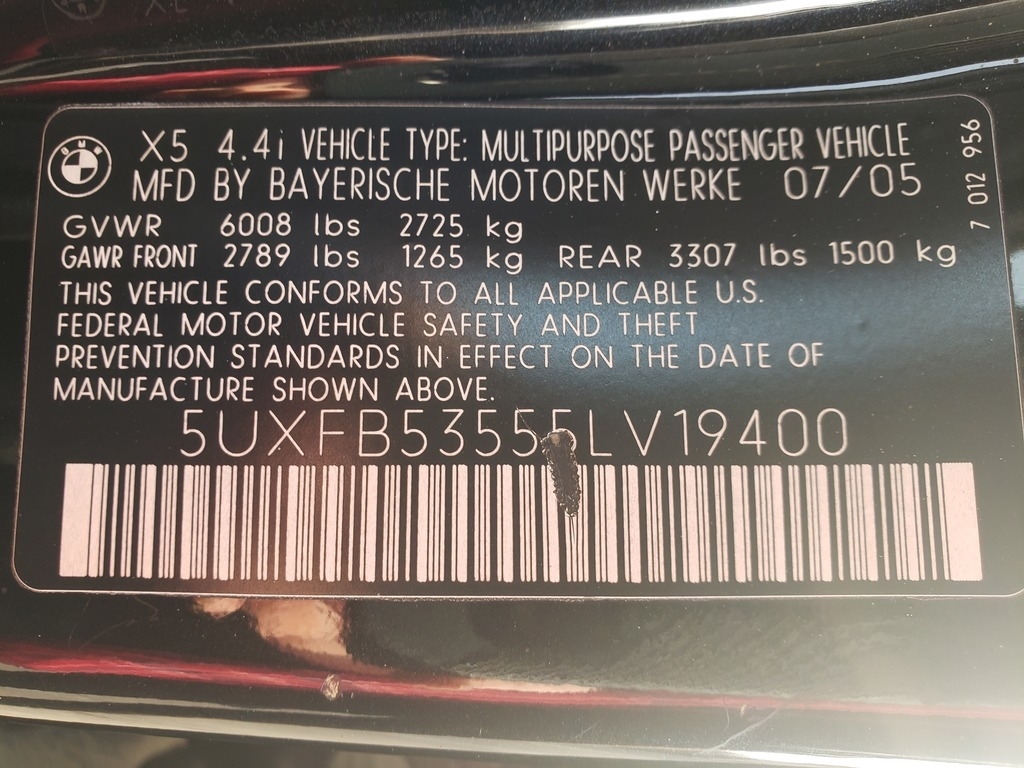 BMW
X5 4.4i VEHICLE TYPE: MULTIPURPOSE PASSENGER VEHICLE
MFD BY BAYERISCHE MOTOREN WERKE 07/05
GVWR 6008 lbs 2725 kg
GAWR FRONT 2789 lbs 1265 kg REAR 3307 lbs 1500 kg
THIS VEHICLE CONFORMS TO ALL APPLICABLE U.S.
FEDERAL MOTOR VEHICLE SAFETY AND THEFT
PREVENTION STANDARDS IN EFFECT ON THE DATE OF
MANUFACTURE SHOWN ABOVE.
5UXFB53555LV19400
7 012 956